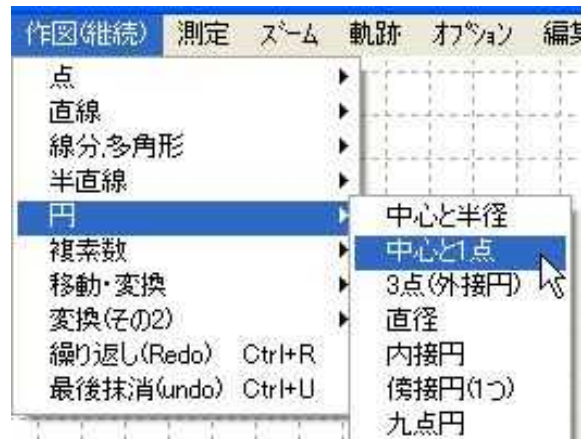 作図(継続) 測定 ズーム 軌跡 オプション 編集
点
直線
線分,多角形
半直線
円
複素数
移動・変換
変換(その2)
繰り返し(Redo) Ctrl+R
最後抹消(undo) Ctrl+U
中心と半径
中心と1点
3点(外接円)
直径
内接円
傍接円(1つ)
九点円